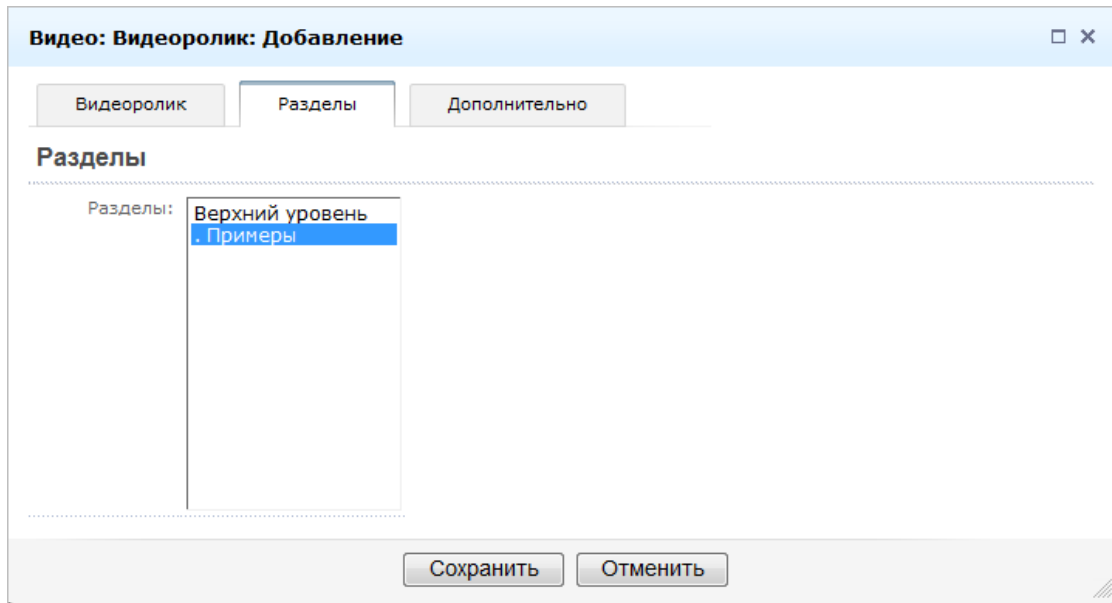 Видео: Видеоролик: Добавление
Видеоролик Разделы Дополнительно
Разделы
Разделы: Верхний уровень
. Примеры
Сохранить Отменить